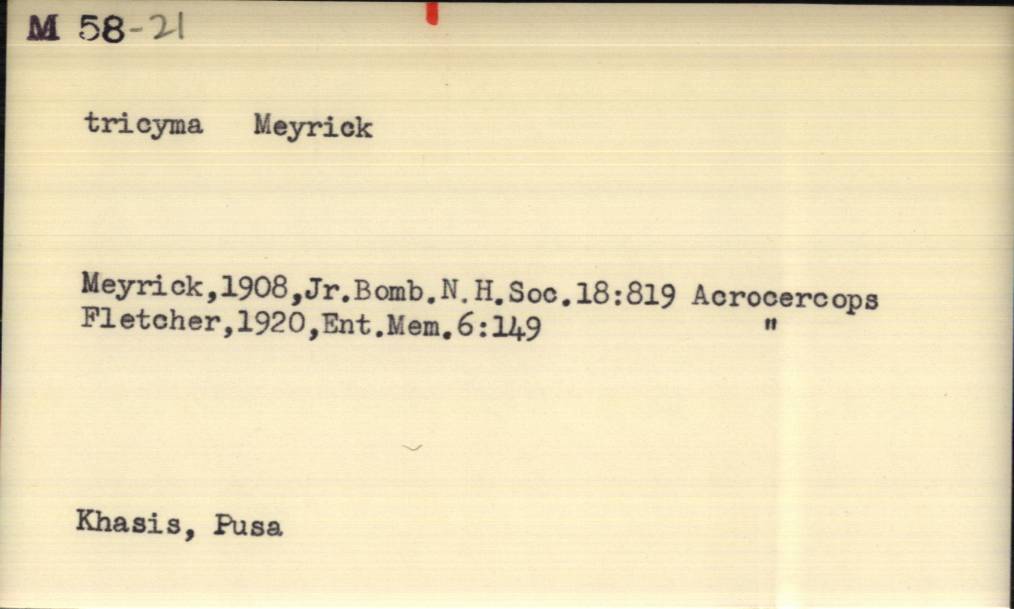 M 58-21
tricyma Meyrick
Meyrick,1908,Jr.Bomb.N.H.Soc.18:819 Acrocercops
Fletcher,1920,Ent.Mem.6:149 "
Khasis, Pusa